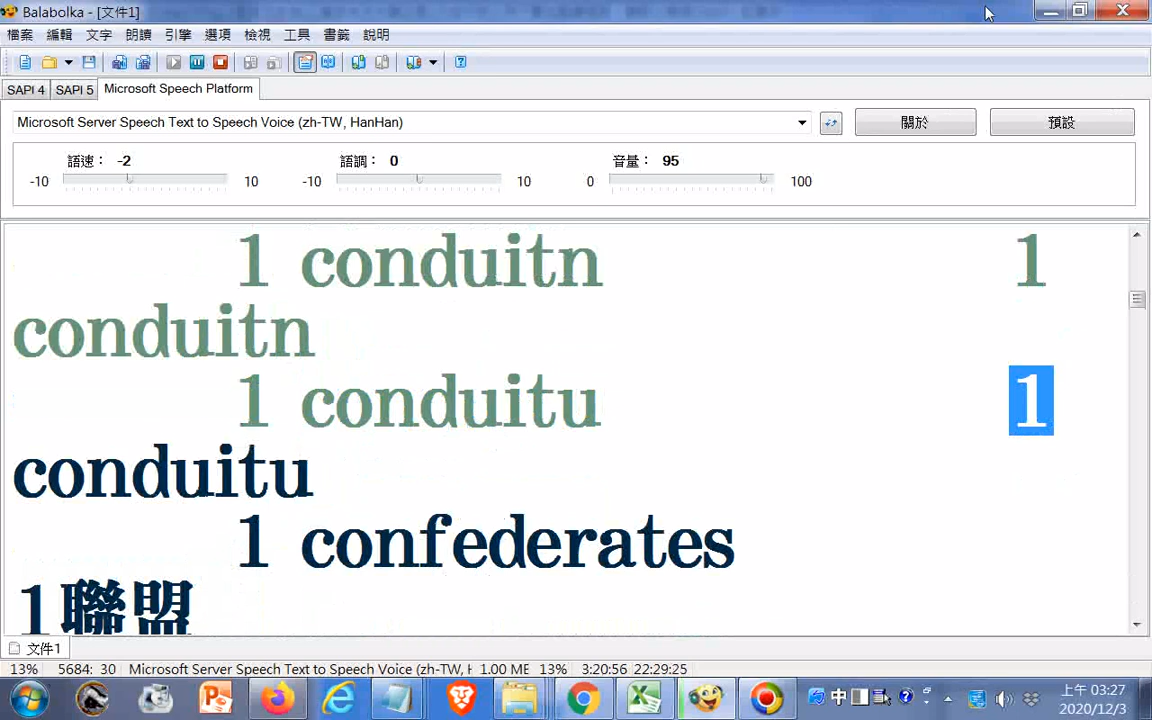 Balabolka - [文件1]
檔案 編輯 文字 朗讀 引擎 選項 檢視 工具 書籤 說明
SAPI 4 SAPI 5 Microsoft Speech Platform
Microsoft Server Speech Text to Speech Voice (zh-TW, HanHan)
關於 預設
語速： -2 語調： 0 音量： 95
-10 10 -10 10 0 100
1 conduitn 1
conduitn
1 conduitu 1
conduitu
1 confederates
1聯盟
文件1
13% 5684: 30 Microsoft Server Speech Text to Speech Voice (zh-TW, H 1.00 ME 13% 3:20:56 22:29:25
中
上午 03:27
2020/12/3